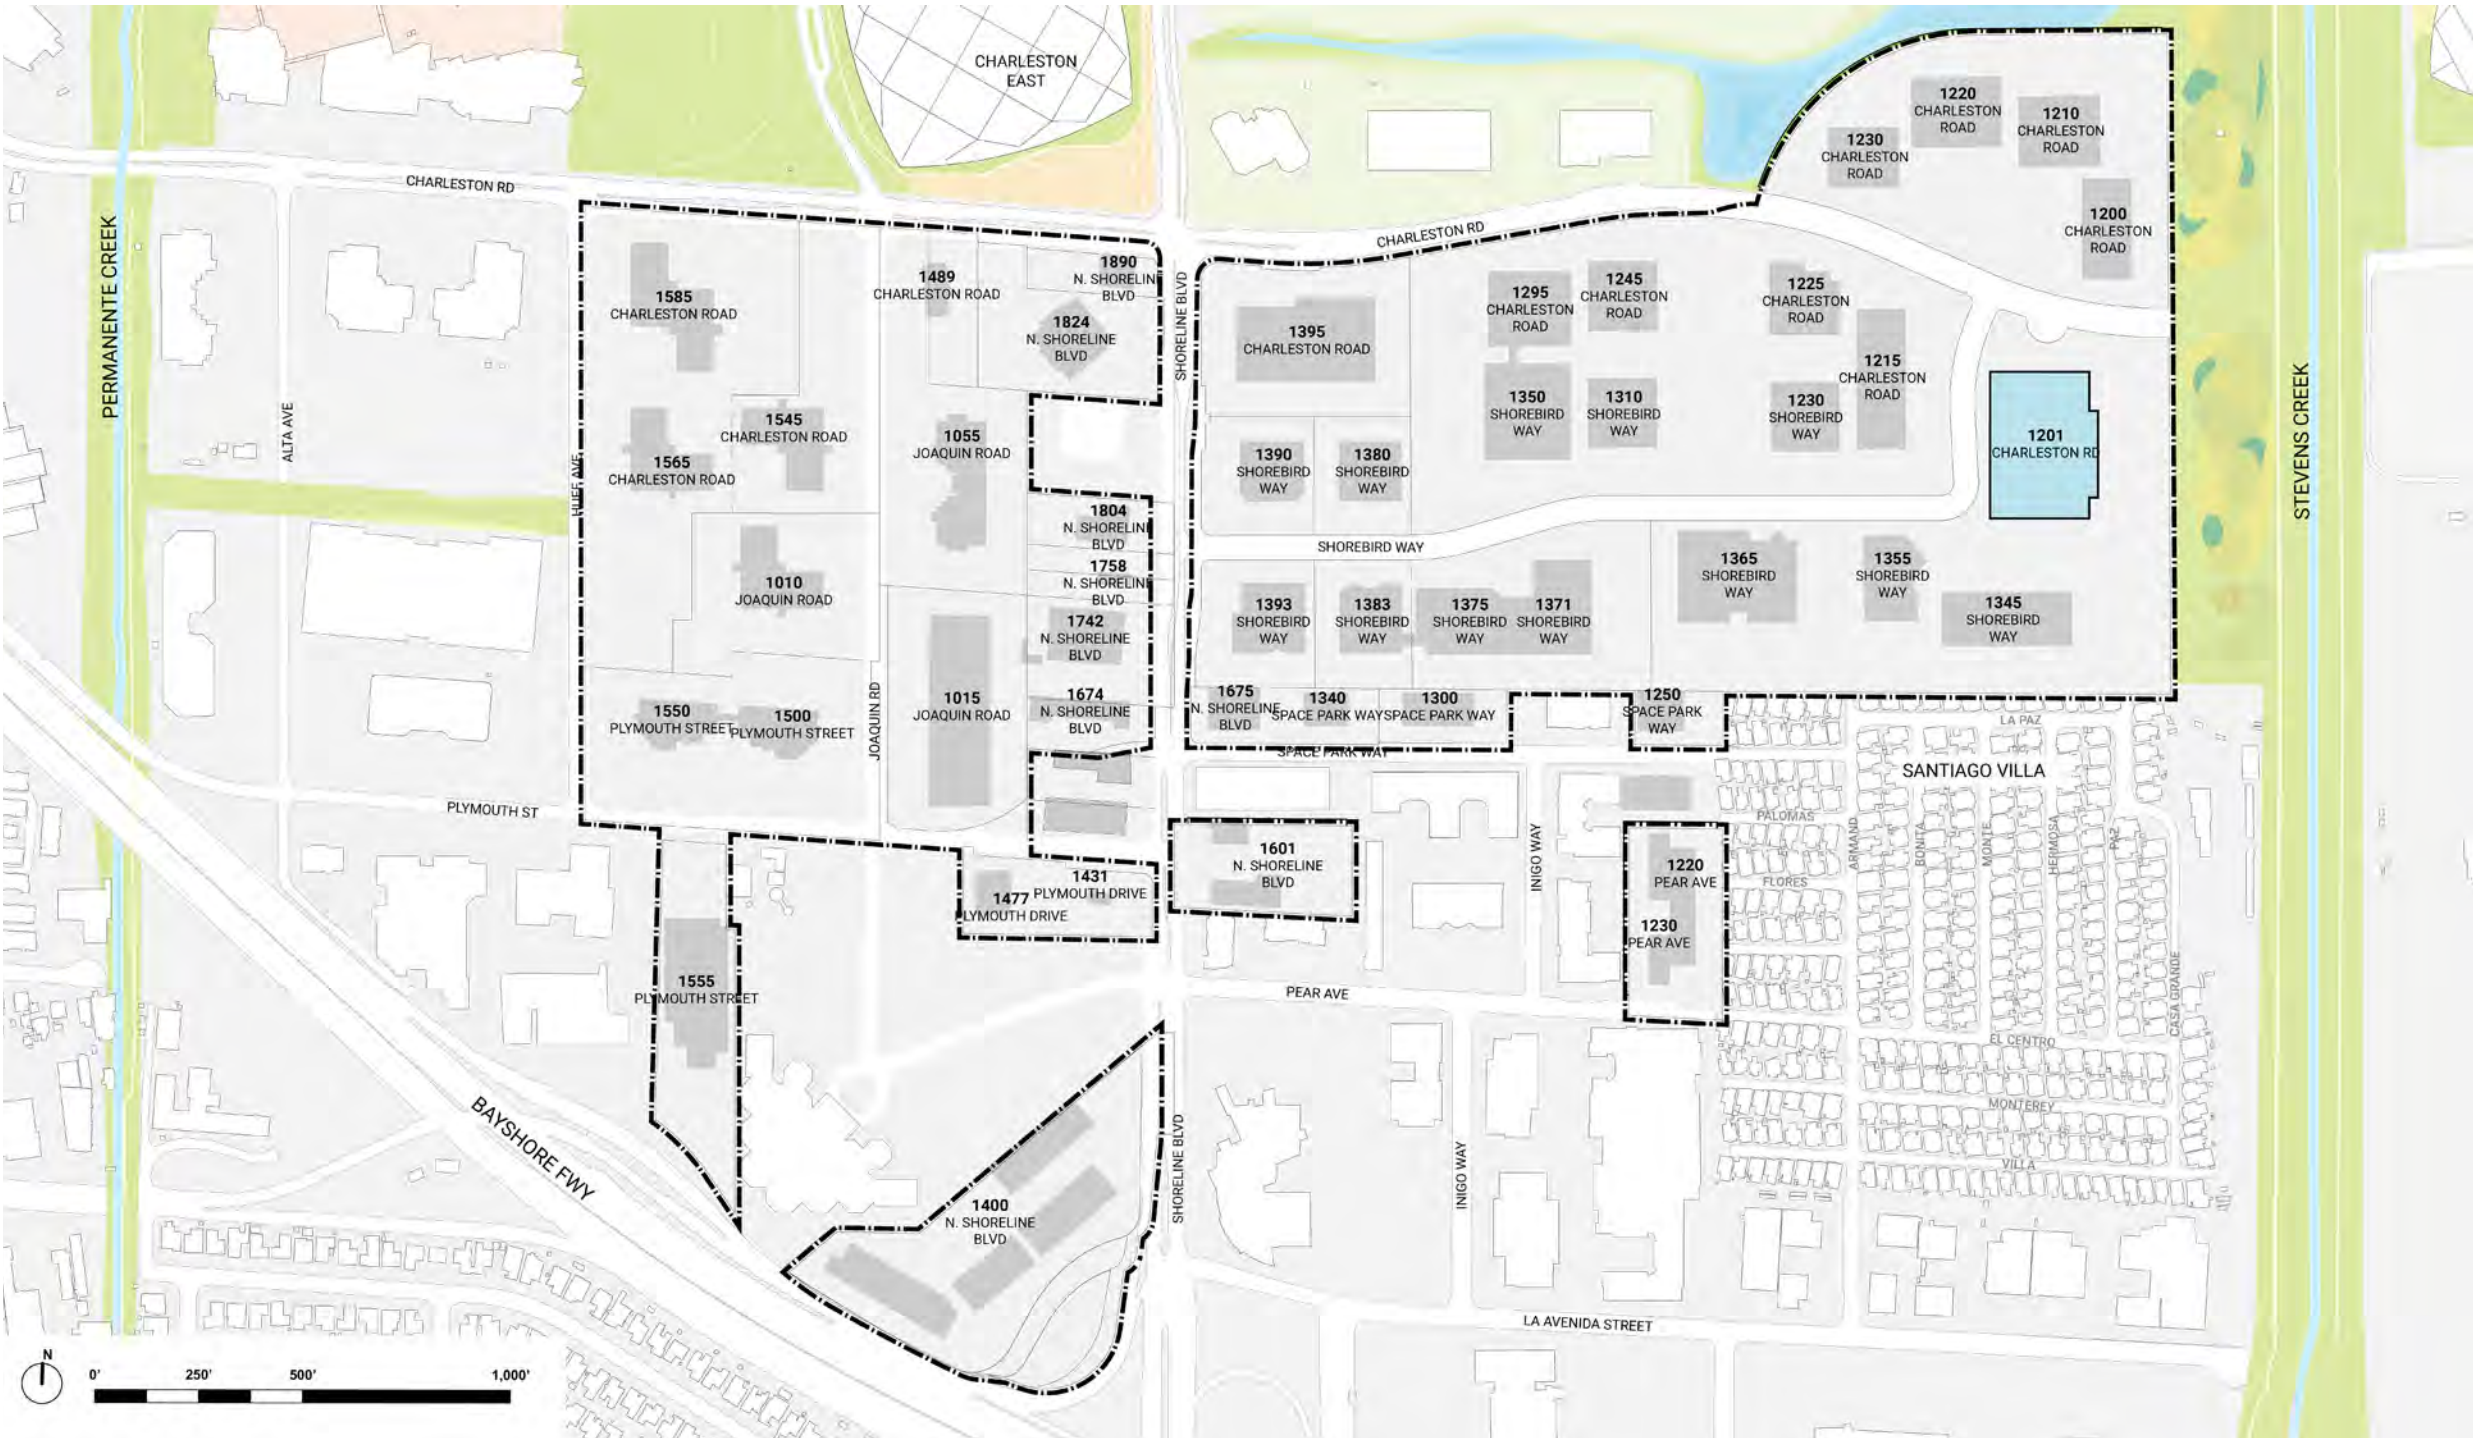 CHARLESTON
EAST
1220
CHARLESTON
ROAD
1210
CHARLESTON
ROAD
1230
CHARLESTON
ROAD
1200
CHARLESTON
ROAD
CHARLESTON RD
CHARLESTON RD
PERMANENTE CREEK
ALTA AVE
HUFF AVE
1585
CHARLESTON ROAD
1489
CHARLESTON ROAD
1890
N. SHORELINE
BLVD
1824
N. SHORELINE
BLVD
SHORELINE BLVD
1395
CHARLESTON ROAD
1295
CHARLESTON
ROAD
1245
CHARLESTON
ROAD
1225
CHARLESTON
ROAD
1215
CHARLESTON
ROAD
1350
SHOREBIRD
WAY
1310
SHOREBIRD
WAY
1230
SHOREBIRD
WAY
1201
CHARLESTON RD
STEVENS CREEK
1545
CHARLESTON ROAD
1565
CHARLESTON ROAD
1055
JOAQUIN ROAD
1390
SHOREBIRD
WAY
1380
SHOREBIRD
WAY
1804
N. SHORELINE
BLVD
1758
N. SHORELINE
BLVD
SHOREBIRD WAY
1010
JOAQUIN ROAD
1742
N. SHORELINE
BLVD
1393
SHOREBIRD
WAY
1383
SHOREBIRD
WAY
1375
SHOREBIRD
WAY
1371
SHOREBIRD
WAY
1365
SHOREBIRD
WAY
1355
SHOREBIRD
WAY
1345
SHOREBIRD
WAY
1550
PLYMOUTH STREET
1500
PLYMOUTH STREET
JOAQUIN RD
1015
JOAQUIN ROAD
1674
N. SHORELINE
BLVD
1675
N. SHORELINE
BLVD
1340
SPACE PARK WAY
1300
SPACE PARK WAY
1250
SPACE PARK
WAY
SPACE PARK WAY
LA PAZ
SANTIAGO VILLA
PALOMAS
FLORES
ARMAND
BONITA
MONTE
HERMOSA
PAZ
CASA GRANDE
EL CENTRO
MONTEREY
VILLA
PLYMOUTH ST
1431
PLYMOUTH DRIVE
1477
PLYMOUTH DRIVE
1601
N. SHORELINE
BLVD
INIGO WAY
1220
PEAR AVE
1230
PEAR AVE
1555
PLYMOUTH STREET
PEAR AVE
BAYSHORE FWY
1400
N. SHORELINE
BLVD
SHORELINE BLVD
INIGO WAY
LA AVENIDA STREET
N
0'
250'
500'
1,000'